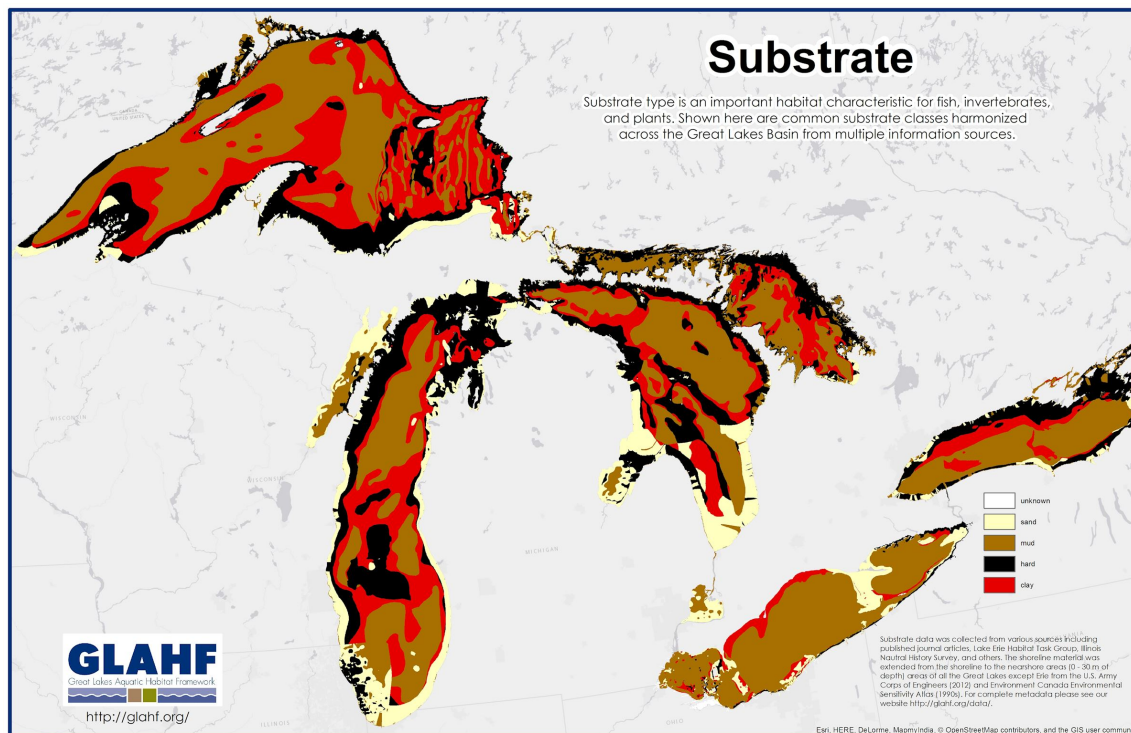 Substrate
Substrate type is an important habitat characteristic for fish, invertebrates,
and plants. Shown here are common substrate classes harmonized
across the Great Lakes Basin from multiple information sources.
WISCONSIN
WISCONSIN
MICHIGAN
ILLINOIS
OHIO
unknown
sand
mud
hard
clay
GLAHF
Great Lakes Aquatic Habitat Framework
http://glahf.org/
Substrate data was collected from various sources including
published journal articles, Lake Erie Habitat Task Group, Illinois
Nautral History Survey, and others. The shoreline material was
extended from the shoreline to the nearshore areas (0 - 30 m of
depth) areas of all the Great Lakes except Erie from the U.S. Army
Corps of Engineers (2012) and Environment Canada Environmental
Sensitivity Atlas (1990s). For complete metadata please see our
website http://glahf.org/data/.
Esri, HERE, DeLorme, MapmyIndia, © OpenStreetMap contributors, and the GIS user commun